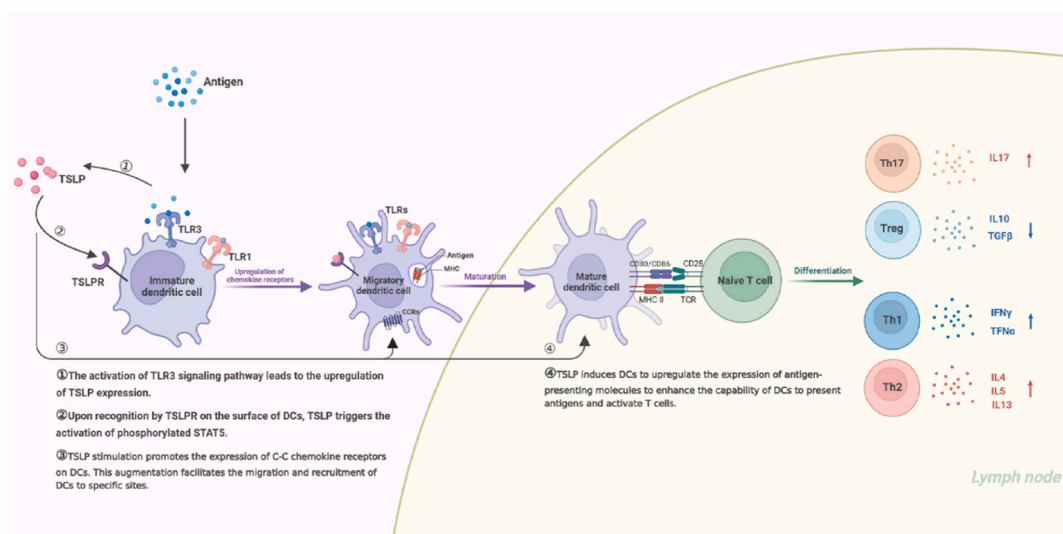 Antigen
①
TSLP
②
TLR3
TLR1
TSLPR
Immature
dendritic cell
Upregulation of
chemokine receptors
TLRs
Antigen
MHC
Migratory
dendritic cell
CCRs
Maturation
Mature
dendritic cell
CD80/CD86
CD28
MHC II
TCR
Naive T cell
Differentiation
Th17
IL17
Treg
IL10
TGFβ
Th1
IFNγ
TFNα
Th2
IL4
IL5
IL13
③
④
①The activation of TLR3 signaling pathway leads to the upregulation
of TSLP expression.
②Upon recognition by TSLPR on the surface of DCs, TSLP triggers the
activation of phosphorylated STAT5.
③TSLP stimulation promotes the expression of C-C chemokine receptors
on DCs. This augmentation facilitates the migration and recruitment of
DCs to specific sites.
④TSLP induces DCs to upregulate the expression of antigen-
presenting molecules to enhance the capability of DCs to present
antigens and activate T cells.
Lymph node